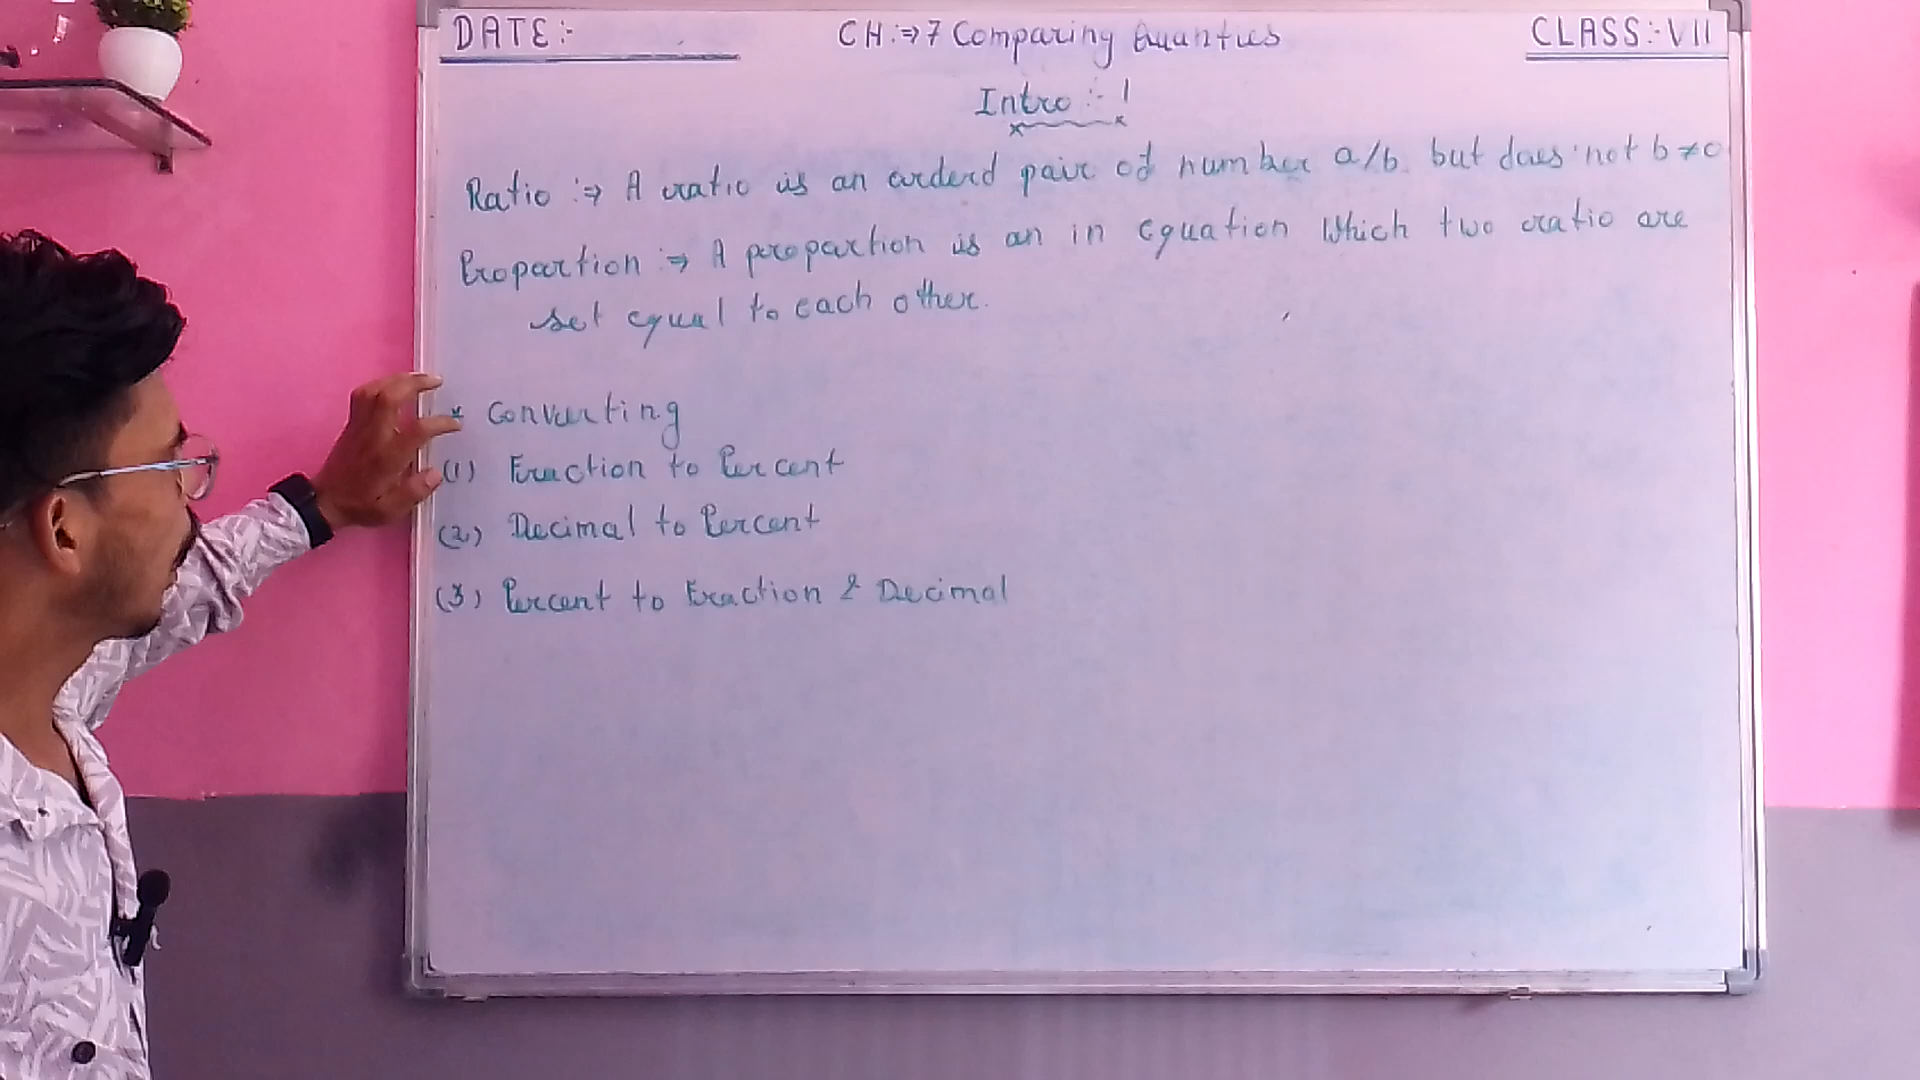 DATE:-
CH:⇒7 Comparing Quanties
CLASS:-VII
Intro:-!
Ratio:⇒ A ratio is an orderd pair of number a/b. but does not b≠0
Proportion:⇒ A proportion is an in equation which two ratio are
set equal to each other.
* Converting
(1) Fraction to Percent
(2) Decimal to Percent
(3) Percent to Fraction & Decimal